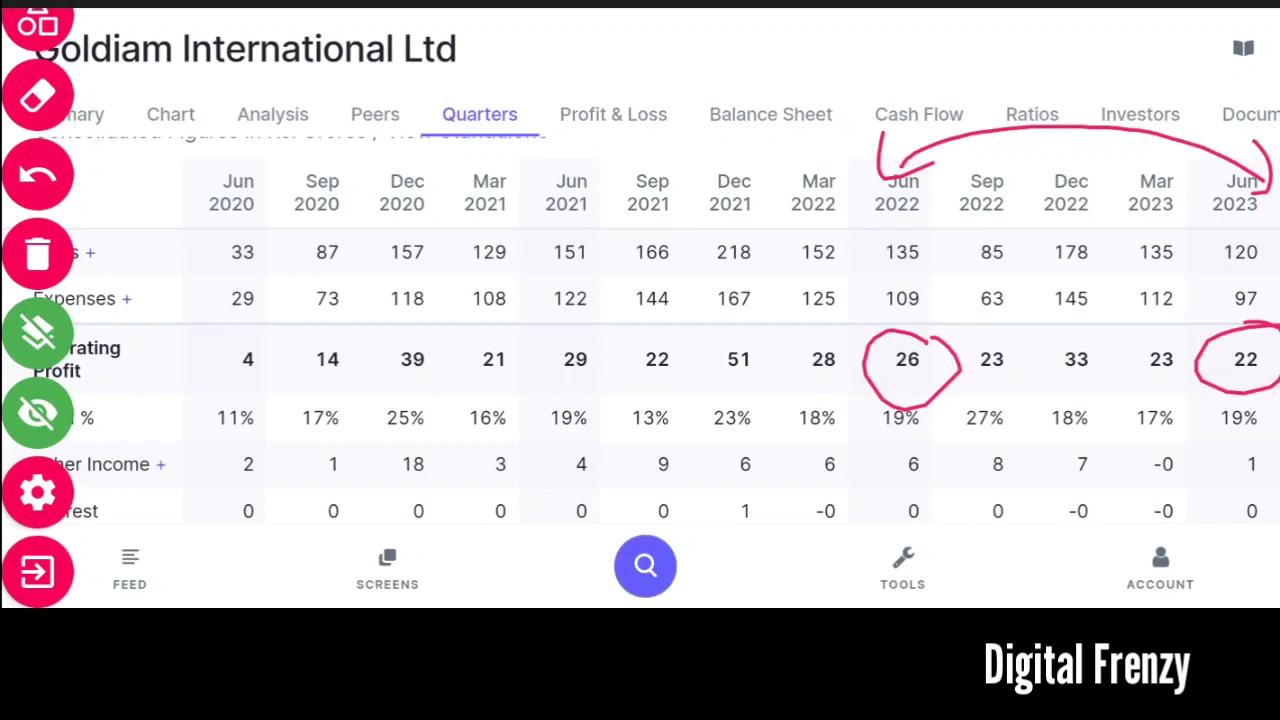 Goldiam International Ltd
mary Chart Analysis Peers Quarters Profit & Loss Balance Sheet Cash Flow Ratios Investors Docum
Jun 2020 Sep 2020 Dec 2020 Mar 2021 Jun 2021 Sep 2021 Dec 2021 Mar 2022 Jun 2022 Sep 2022 Dec 2022 Mar 2023 Jun 2023
s + 33 87 157 129 151 166 218 152 135 85 178 135 120
Expenses + 29 73 118 108 122 144 167 125 109 63 145 112 97
rating Profit 4 14 39 21 29 22 51 28 26 23 33 23 22
% 11% 17% 25% 16% 19% 13% 23% 18% 19% 27% 18% 17% 19%
her Income + 2 1 18 3 4 9 6 6 6 8 7 -0 1
rest 0 0 0 0 0 0 1 -0 0 0 -0 -0 0
FEED SCREENS TOOLS ACCOUNT
Digital Frenzy